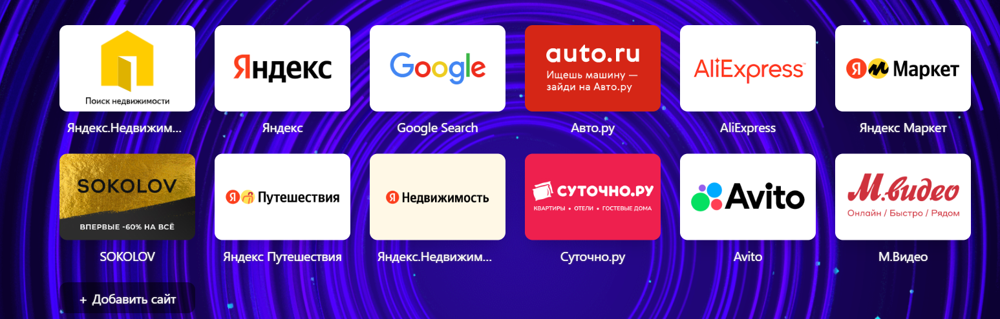 Поиск недвижимости
Яндекс
Google
auto.ru
Ищешь машину —
зайди на Авто.ру
AliExpress™
Я м Маркет
Яндекс.Недвижим...
Яндекс
Google Search
Авто.ру
AliExpress
Яндекс Маркет
SOKOLOV
ВПЕРВЫЕ -60% НА ВСЁ
Я Путешествия
Я Недвижимость
СУТОЧНО.РУ
КВАРТИРЫ • ОТЕЛИ • ГОСТЕВЫЕ ДОМА
Avito
М.видео
Онлайн / Быстро / Рядом
SOKOLOV
Яндекс Путешествия
Яндекс.Недвижим...
Суточно.ру
Avito
М.Видео
+ Добавить сайт